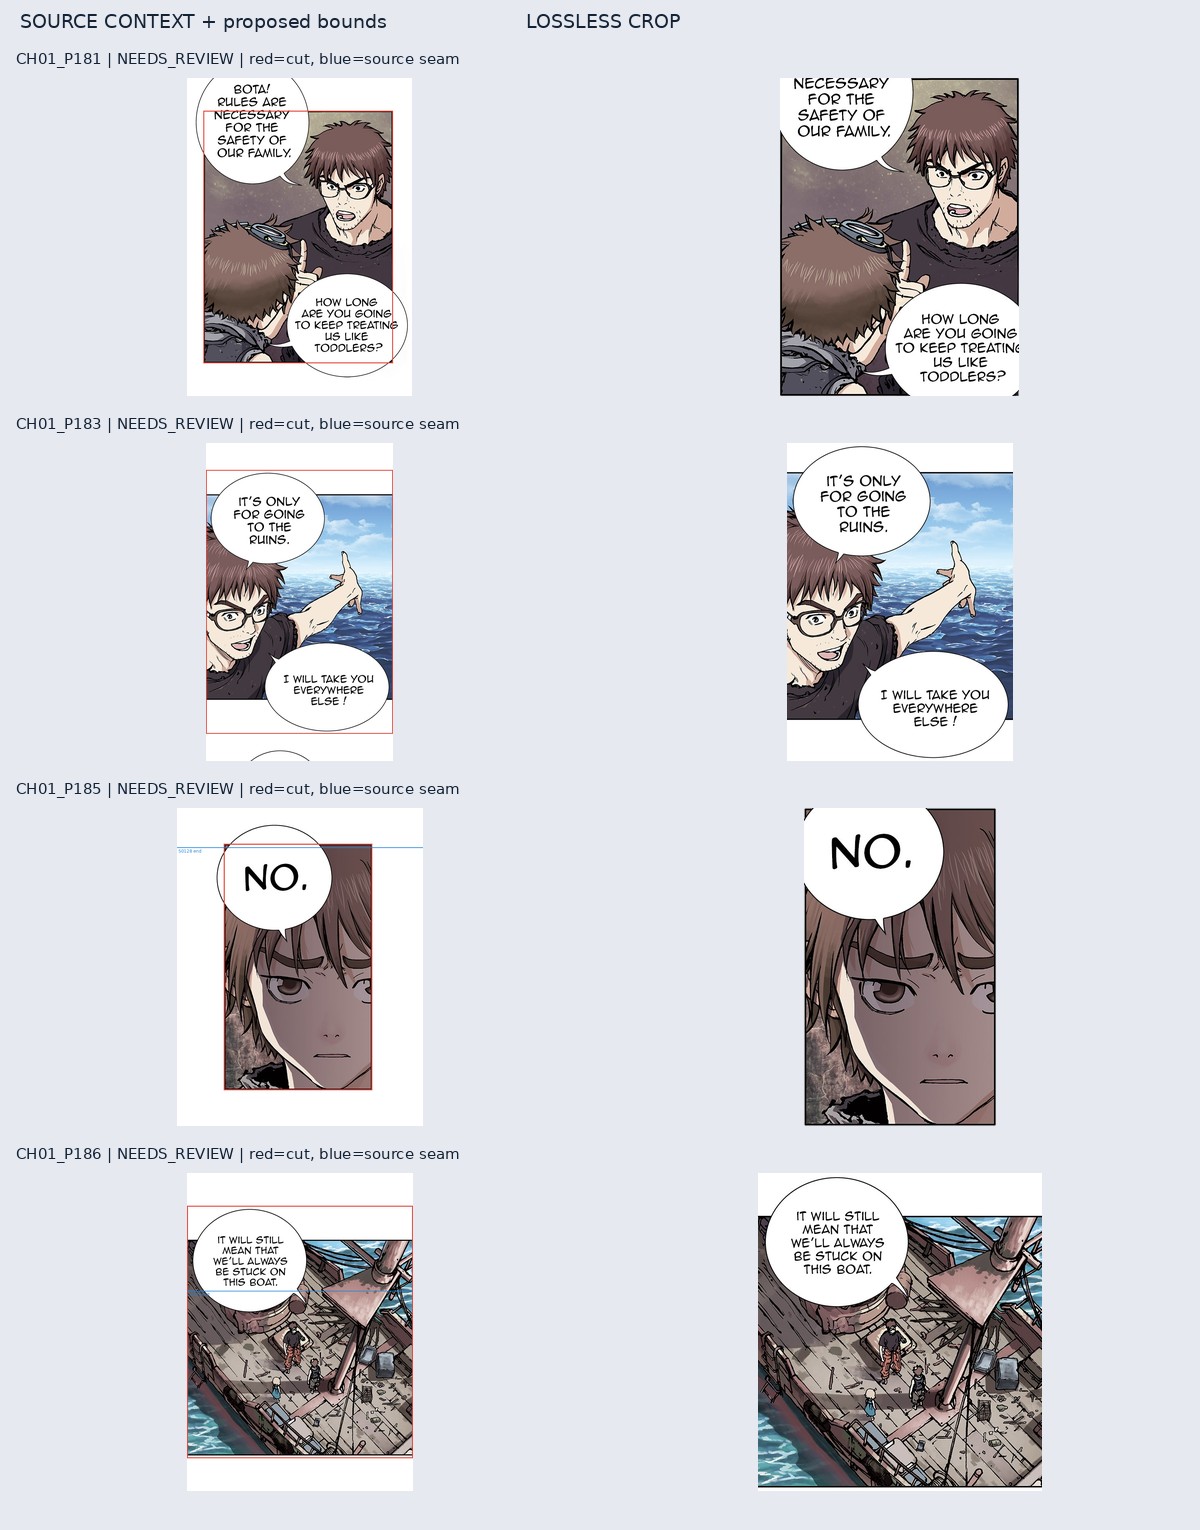 SOURCE CONTEXT + proposed bounds
LOSSLESS CROP
CH01_P181 | NEEDS_REVIEW | red=cut, blue=source seam
BOTA!
RULES ARE
NECESSARY
FOR THE
SAFETY OF
OUR FAMILY.
HOW LONG
ARE YOU GOING
TO KEEP TREATING
US LIKE
TODDLERS?
NECESSARY
FOR THE
SAFETY OF
OUR FAMILY.
HOW LONG
ARE YOU GOING
TO KEEP TREATING
US LIKE
TODDLERS?
CH01_P183 | NEEDS_REVIEW | red=cut, blue=source seam
IT'S ONLY
FOR GOING
TO THE
RUINS.
I WILL TAKE YOU
EVERYWHERE
ELSE!
IT'S ONLY
FOR GOING
TO THE
RUINS.
I WILL TAKE YOU
EVERYWHERE
ELSE!
CH01_P185 | NEEDS_REVIEW | red=cut, blue=source seam
NO.
NO.
CH01_P186 | NEEDS_REVIEW | red=cut, blue=source seam
IT WILL STILL
MEAN THAT
WE'LL ALWAYS
BE STUCK ON
THIS BOAT.
IT WILL STILL
MEAN THAT
WE'LL ALWAYS
BE STUCK ON
THIS BOAT.